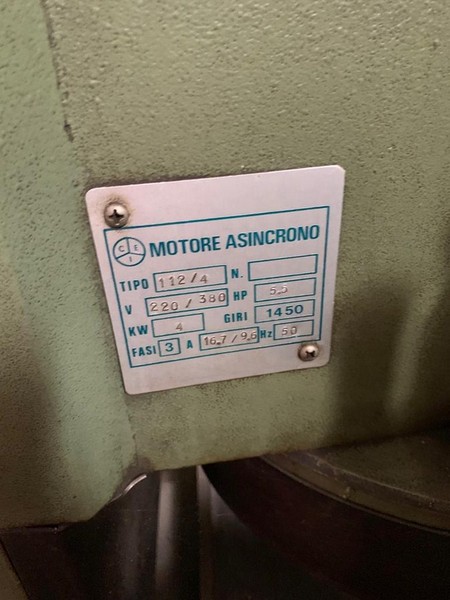 C E I MOTORE ASINCRONO
TIPO 112/4 N.
V 220/380 HP 5.5
KW 4 GIRI 1450
FASI 3 A 16,7/9,6 Hz 50